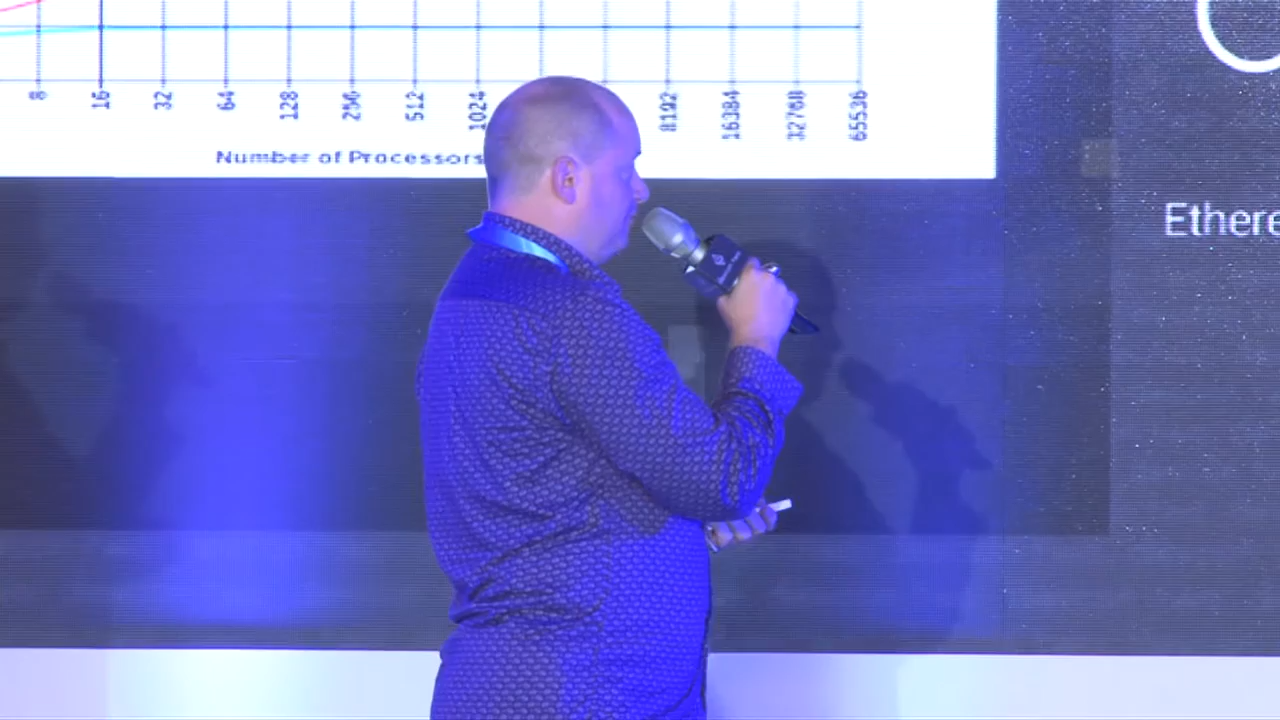 8 16 32 64 128 256 512 1024 8192 16384 32768 65536
Number of Processors
Ethere